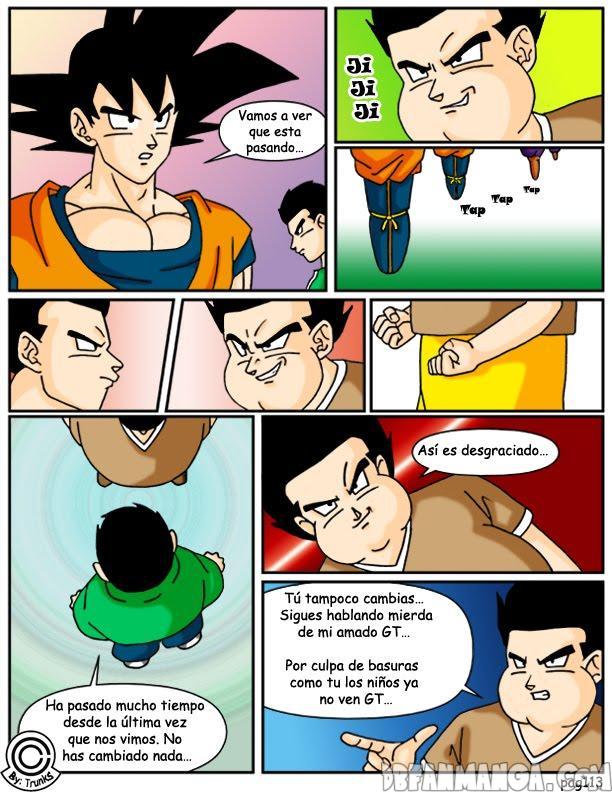 Vamos a ver
que esta
pasando...
Ji
Ji
Ji
Tap
Tap
Tap
Así es desgraciado...
Ha pasado mucho tiempo
desde la última vez
que nos vimos. No
has cambiado nada...
Tú tampoco cambias...
Sigues hablando mierda
de mi amado GT...
Por culpa de basuras
como tu los niños ya
no ven GT...
By: Trunks
DBFANMANGA.COM
pag113